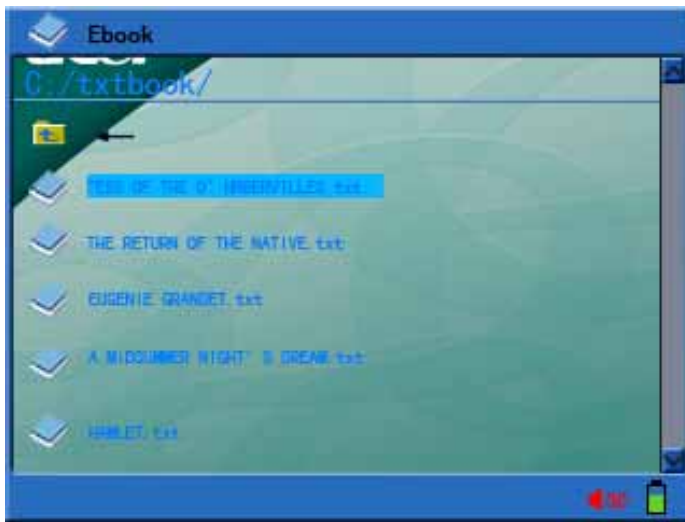 Ebook
acer
C:/txtbook/
TESS OF THE D' URBERVILLES.txt
THE RETURN OF THE NATIVE.txt
EUGENIE GRANDET.txt
A MIDSUMMER NIGHT' S DREAM.txt
HAMLET.txt